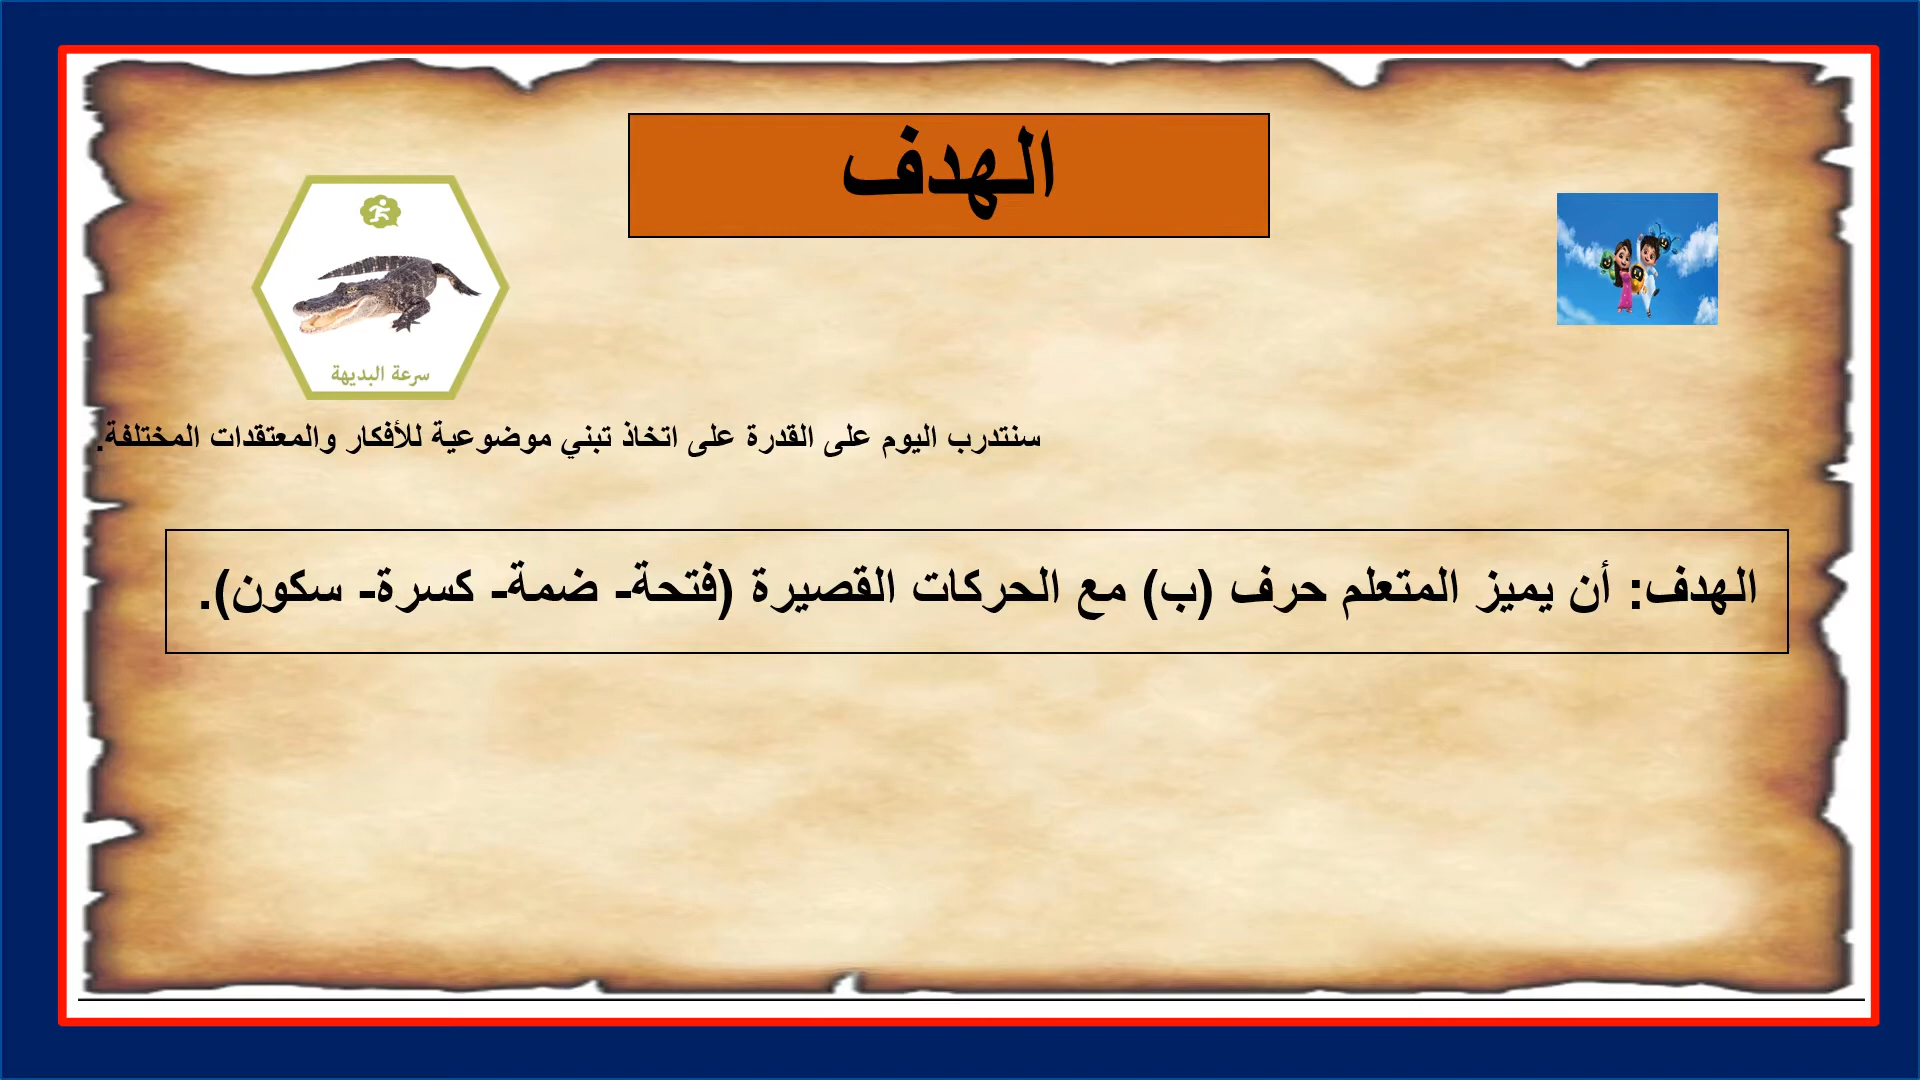 الهدف
سرعة البديهة
سنتدرب اليوم على القدرة على اتخاذ تبني موضوعية للأفكار والمعتقدات المختلفة.
الهدف: أن يميز المتعلم حرف (ب) مع الحركات القصيرة (فتحة- ضمة- كسرة- سكون).